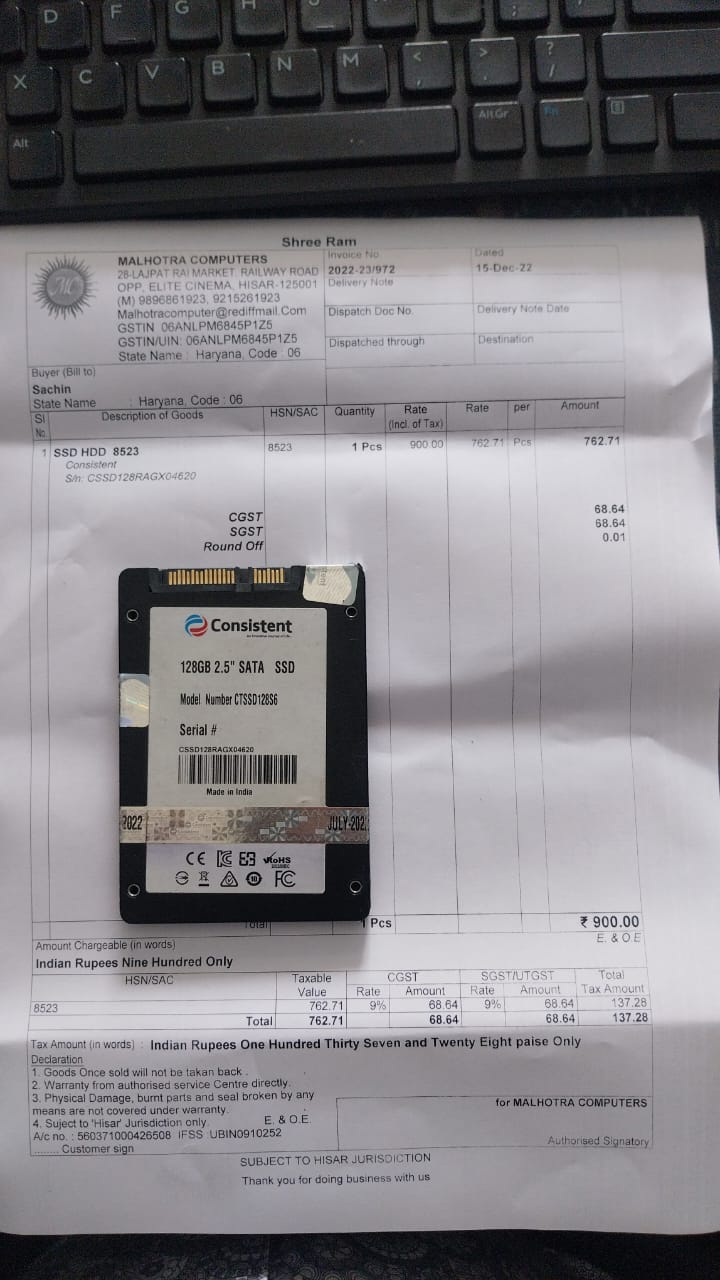 D F G H
X C V B N M < , > . ? /
Alt AltGr Fn
Shree Ram
MC
MALHOTRA COMPUTERS
28-LAJPAT RAI MARKET, RAILWAY ROAD
OPP. ELITE CINEMA, HISAR-125001
(M) 9896861923, 9215261923
Malhotracomputer@rediffmail.Com
GSTIN 06ANLPM6845P1Z5
GSTIN/UIN: 06ANLPM6845P1Z5
State Name : Haryana, Code : 06
Invoice No. Dated
2022-23/972 15-Dec-22
Delivery Note
Dispatch Doc No. Delivery Note Date
Dispatched through Destination
Buyer (Bill to)
Sachin
State Name : Haryana, Code : 06
Sl No. Description of Goods HSN/SAC Quantity Rate (Incl. of Tax) Rate per Amount
1 SSD HDD 8523 8523 1 Pcs 900.00 762.71 Pcs 762.71
Consistent
S/n: CSSD128RAGX04620
CGST 68.64
SGST 68.64
Round Off 0.01
Consistent
128GB 2.5" SATA SSD
Model Number CTSSD128S6
Serial #
CSSD128RAGX04620
Made in India
2022 JULY-202
CE RoHS
10 FC
Total 1 Pcs ₹ 900.00
E. & O.E
Amount Chargeable (in words)
Indian Rupees Nine Hundred Only
HSN/SAC Taxable Value CGST SGST/UTGST Total Tax Amount
Rate Amount Rate Amount
8523 762.71 9% 68.64 9% 68.64 137.28
Total 762.71 68.64 68.64 137.28
Tax Amount (in words) : Indian Rupees One Hundred Thirty Seven and Twenty Eight paise Only
Declaration
1. Goods Once sold will not be takan back .
2. Warranty from authorised service Centre directly.
3. Physical Damage, burnt parts and seal broken by any
means are not covered under warranty.
4. Suject to 'Hisar' Jurisdiction only. E. & O.E.
A/c no. : 560371000426508 IFSS :UBIN0910252
........ Customer sign
for MALHOTRA COMPUTERS
Authorised Signatory
SUBJECT TO HISAR JURISDICTION
Thank you for doing business with us